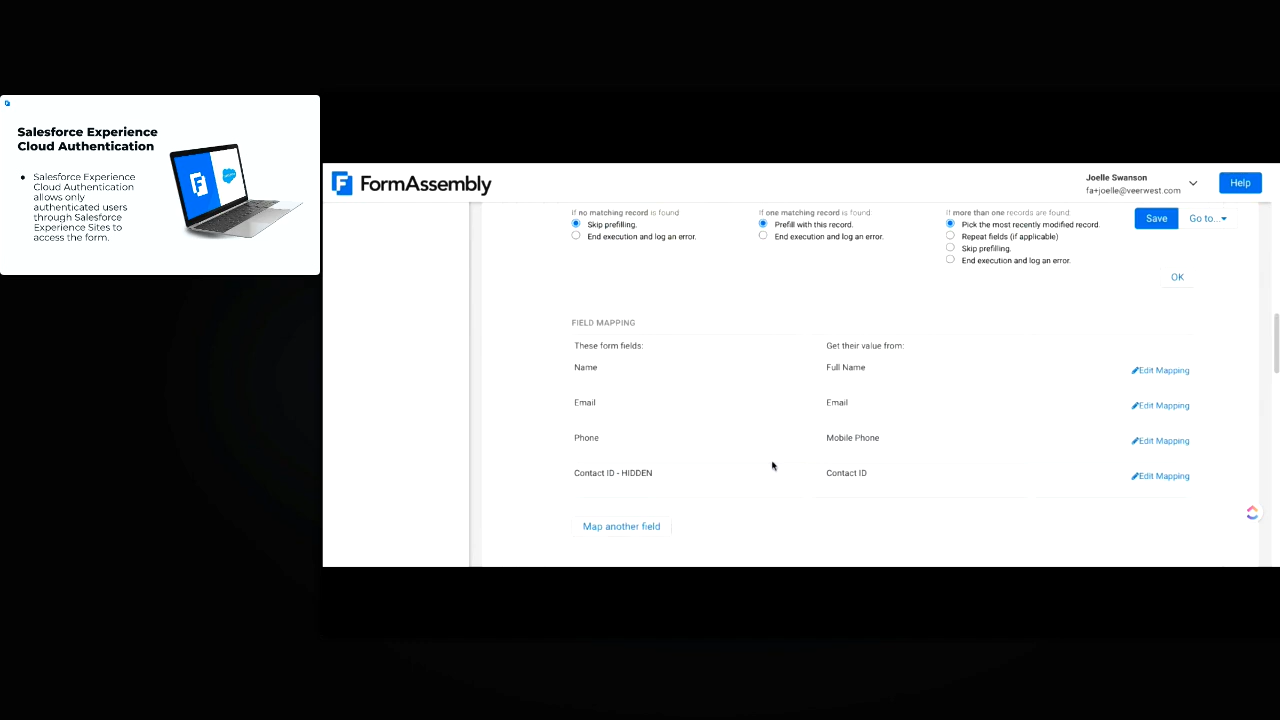 Salesforce Experience
Cloud Authentication
● Salesforce Experience
Cloud Authentication
allows only
authenticated users
through Salesforce
Experience Sites to
access the form.
FormAssembly
Joelle Swanson
fa+joelle@veerwest.com
Help
If no matching record is found
Skip prefilling.
End execution and log an error.
If one matching record is found:
Prefill with this record.
End execution and log an error.
If more than one records are found:
Pick the most recently modified record.
Repeat fields (if applicable)
Skip prefilling.
End execution and log an error.
Save
Go to...
OK
FIELD MAPPING
These form fields: Get their value from:
Name Full Name Edit Mapping
Email Email Edit Mapping
Phone Mobile Phone Edit Mapping
Contact ID - HIDDEN Contact ID Edit Mapping
Map another field